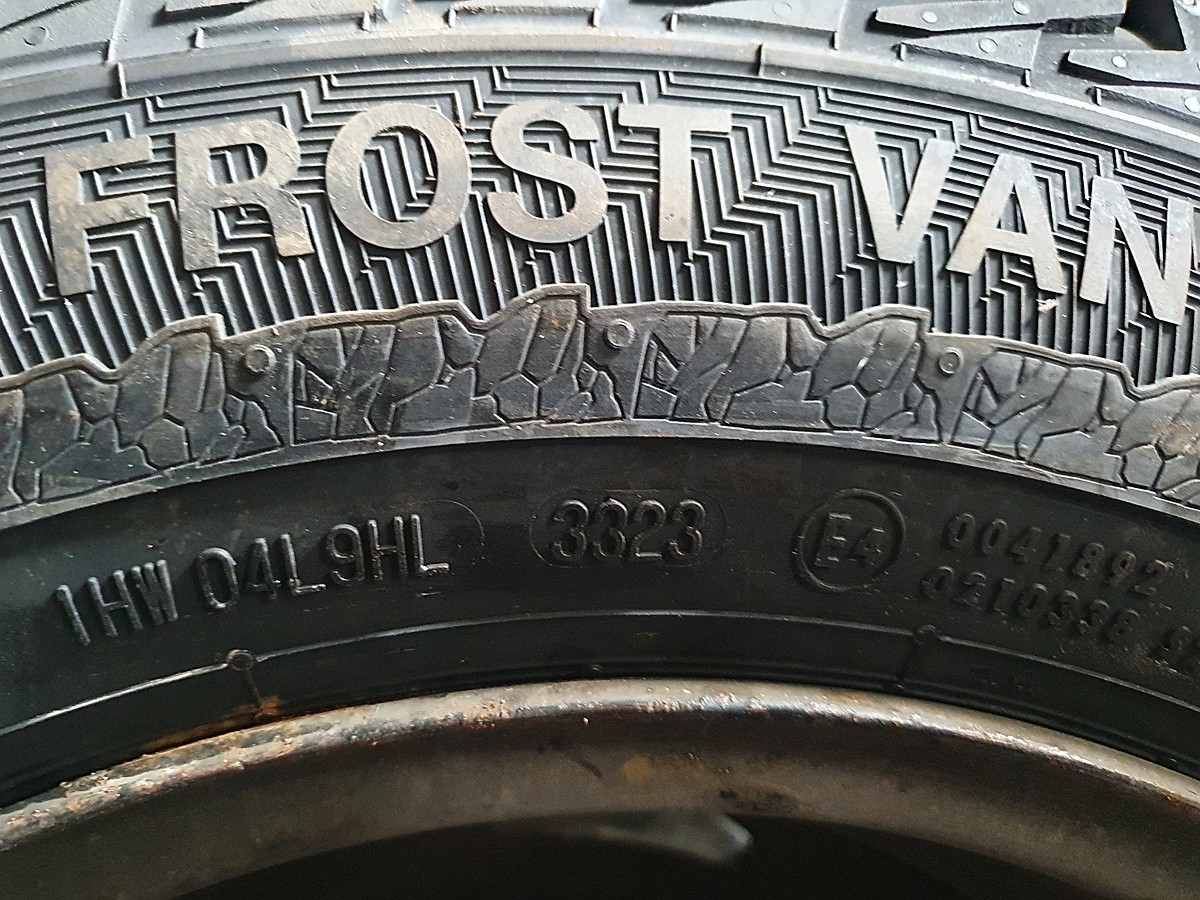 FROST VAN
1HW 04L9HL 3323 E4 0041892
0210338